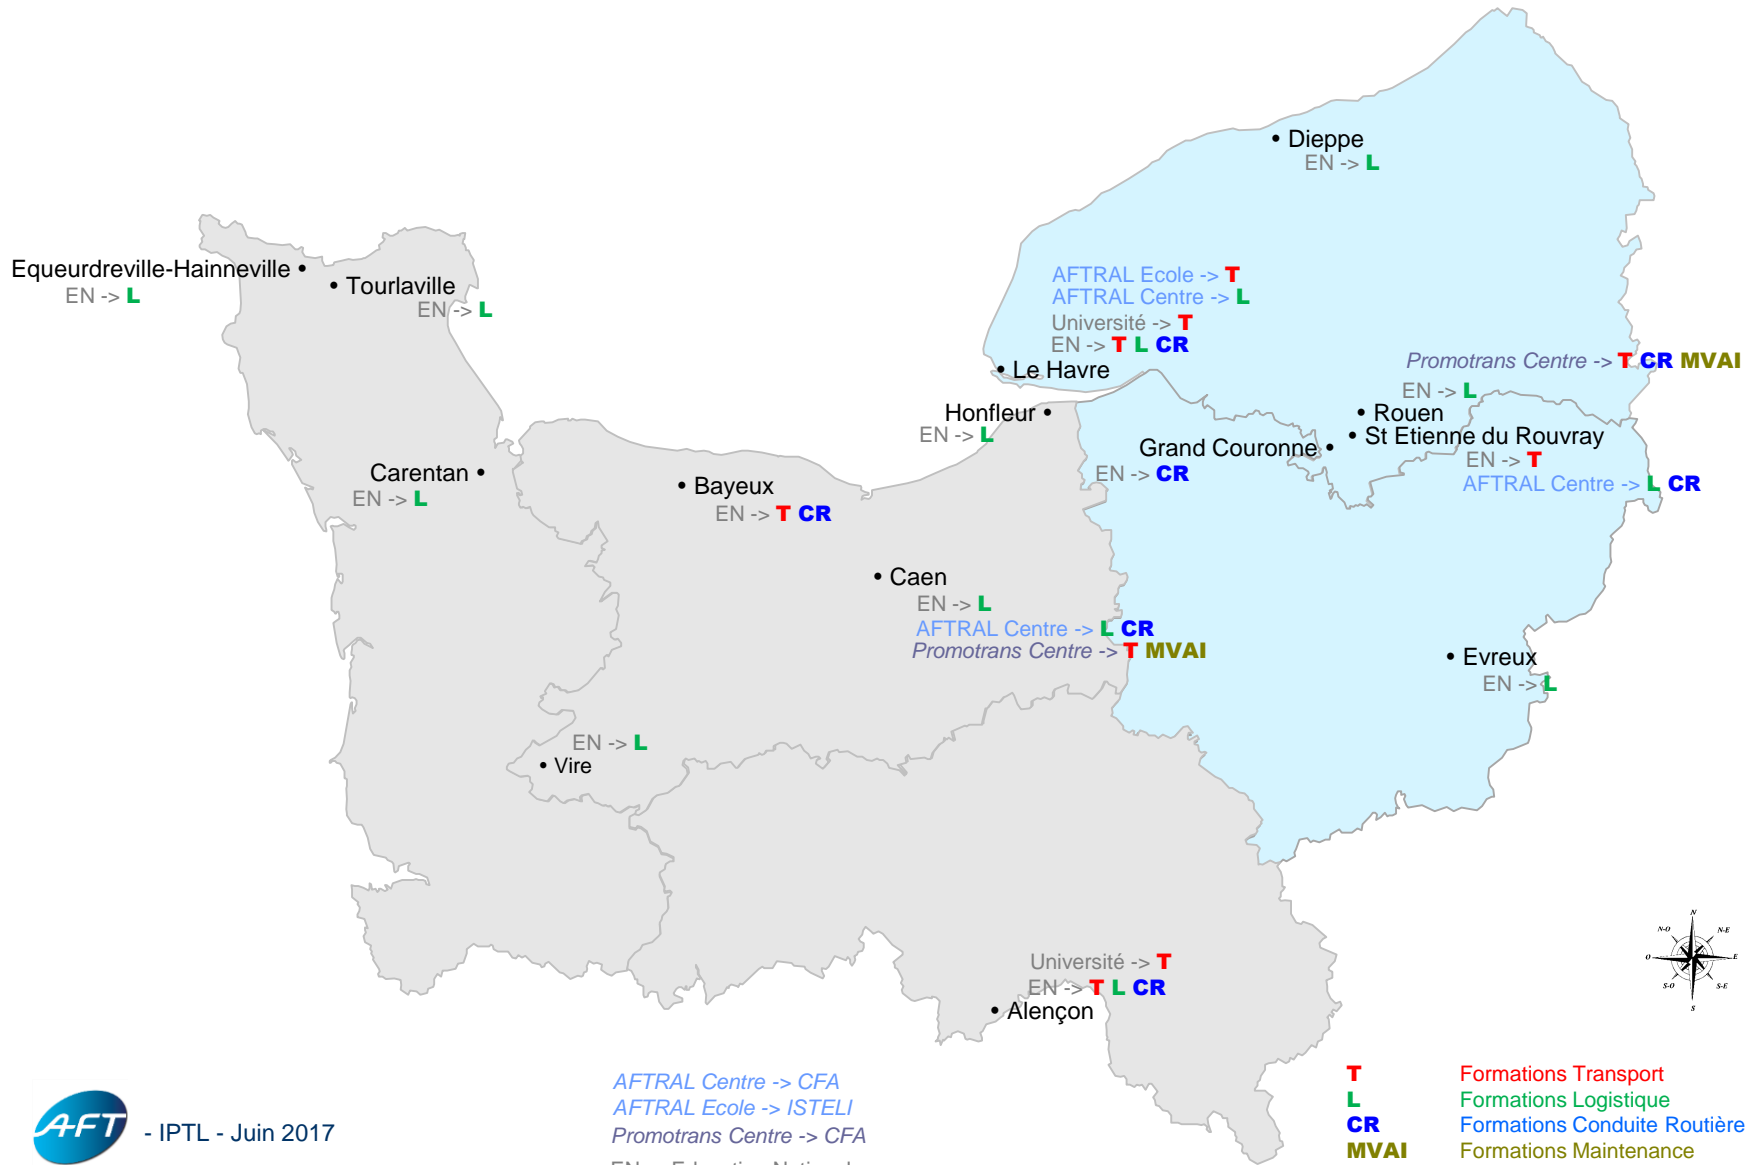 • Dieppe
EN -> L
Equeurdreville-Hainneville •
EN -> L
• Tourlaville
EN -> L
AFTRAL Ecole -> T
AFTRAL Centre -> L
Université -> T
EN -> T L CR
• Le Havre
Promotrans Centre -> T CR MVAI
EN -> L
• Rouen
Honfleur •
EN -> L
• St Etienne du Rouvray
EN -> T
AFTRAL Centre -> L CR
Grand Couronne •
EN -> CR
Carentan •
EN -> L
• Bayeux
EN -> T CR
• Caen
EN -> L
AFTRAL Centre -> L CR
Promotrans Centre -> T MVAI
• Evreux
EN -> L
EN -> L
• Vire
Université -> T
EN -> T L CR
• Alençon
N
N-O
N-E
O
E
S-O
S-E
S
AFT - IPTL - Juin 2017
AFTRAL Centre -> CFA
AFTRAL Ecole -> ISTELI
Promotrans Centre -> CFA
T Formations Transport
L Formations Logistique
CR Formations Conduite Routière
MVAI Formations Maintenance